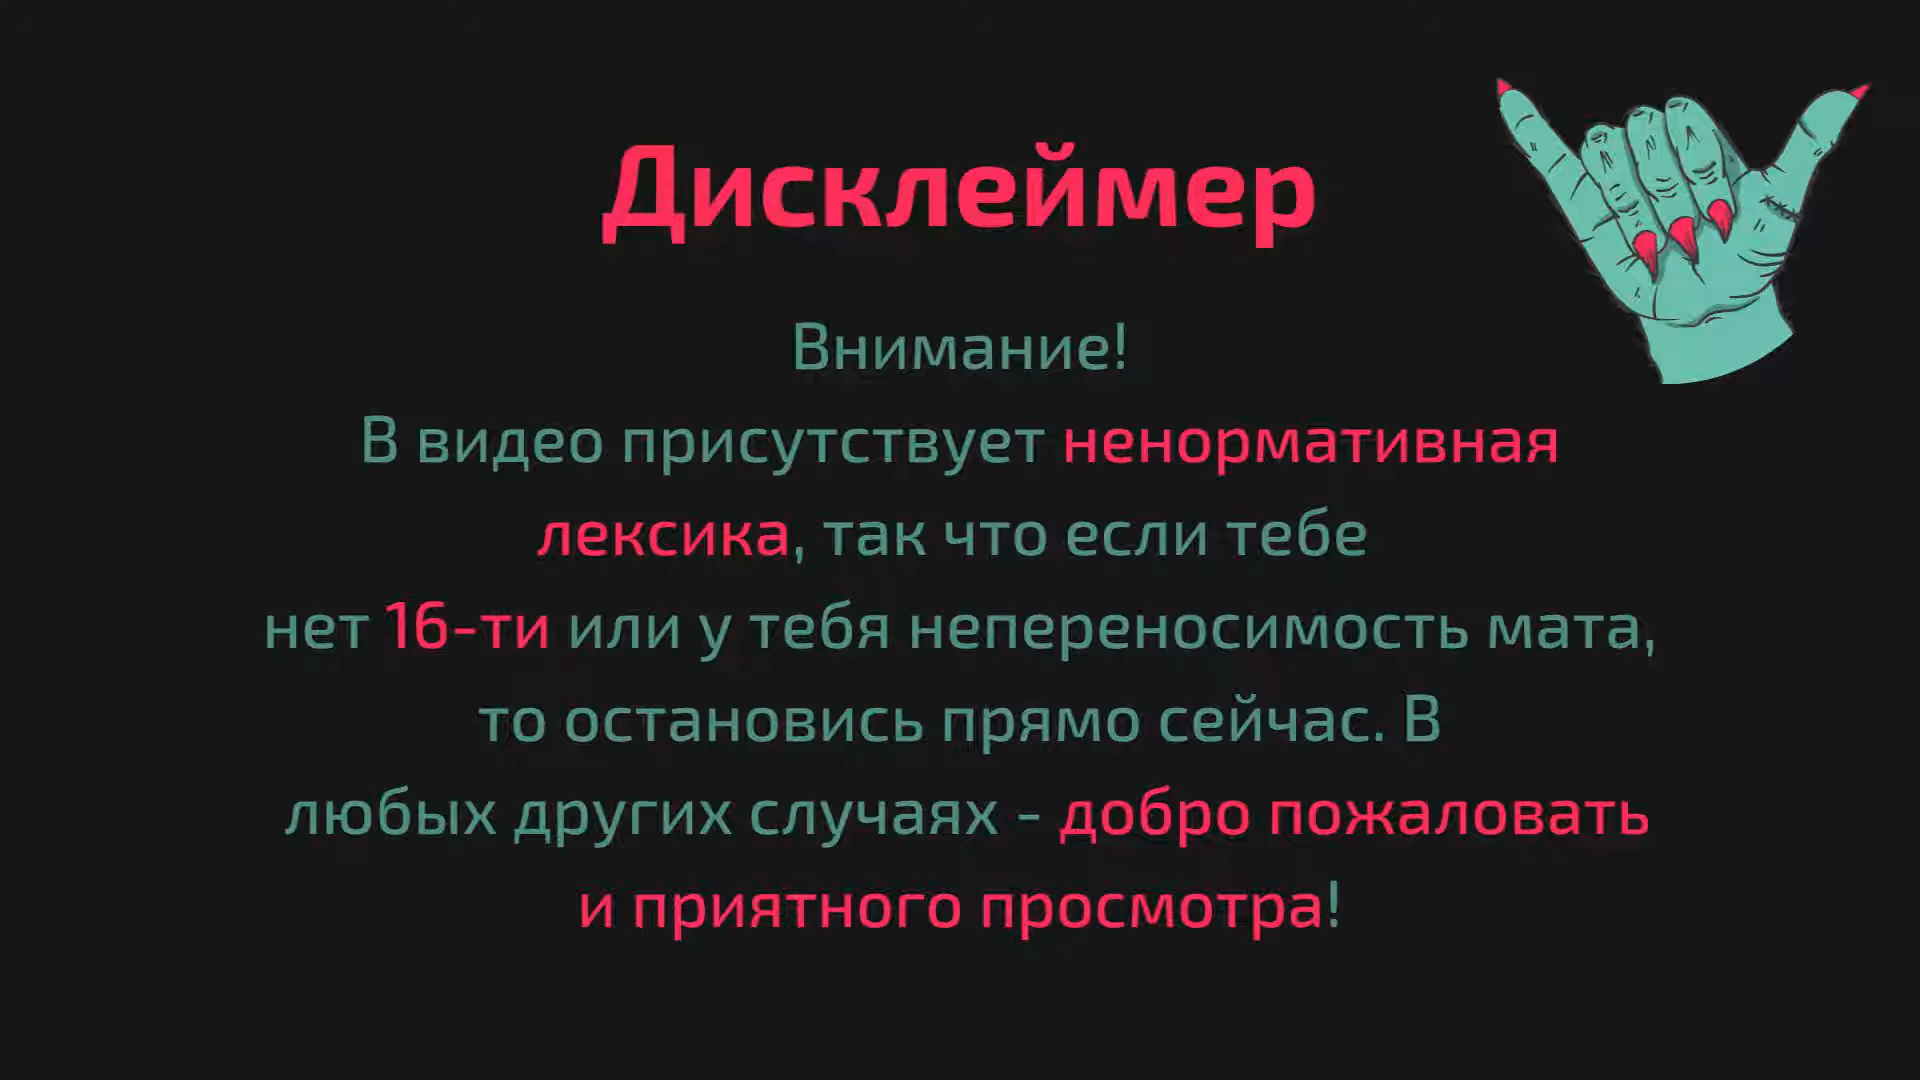 Дисклеймер
Внимание!
В видео присутствует ненормативная
лексика, так что если тебе
нет 16-ти или у тебя непереносимость мата,
то остановись прямо сейчас. В
любых других случаях - добро пожаловать
и приятного просмотра!